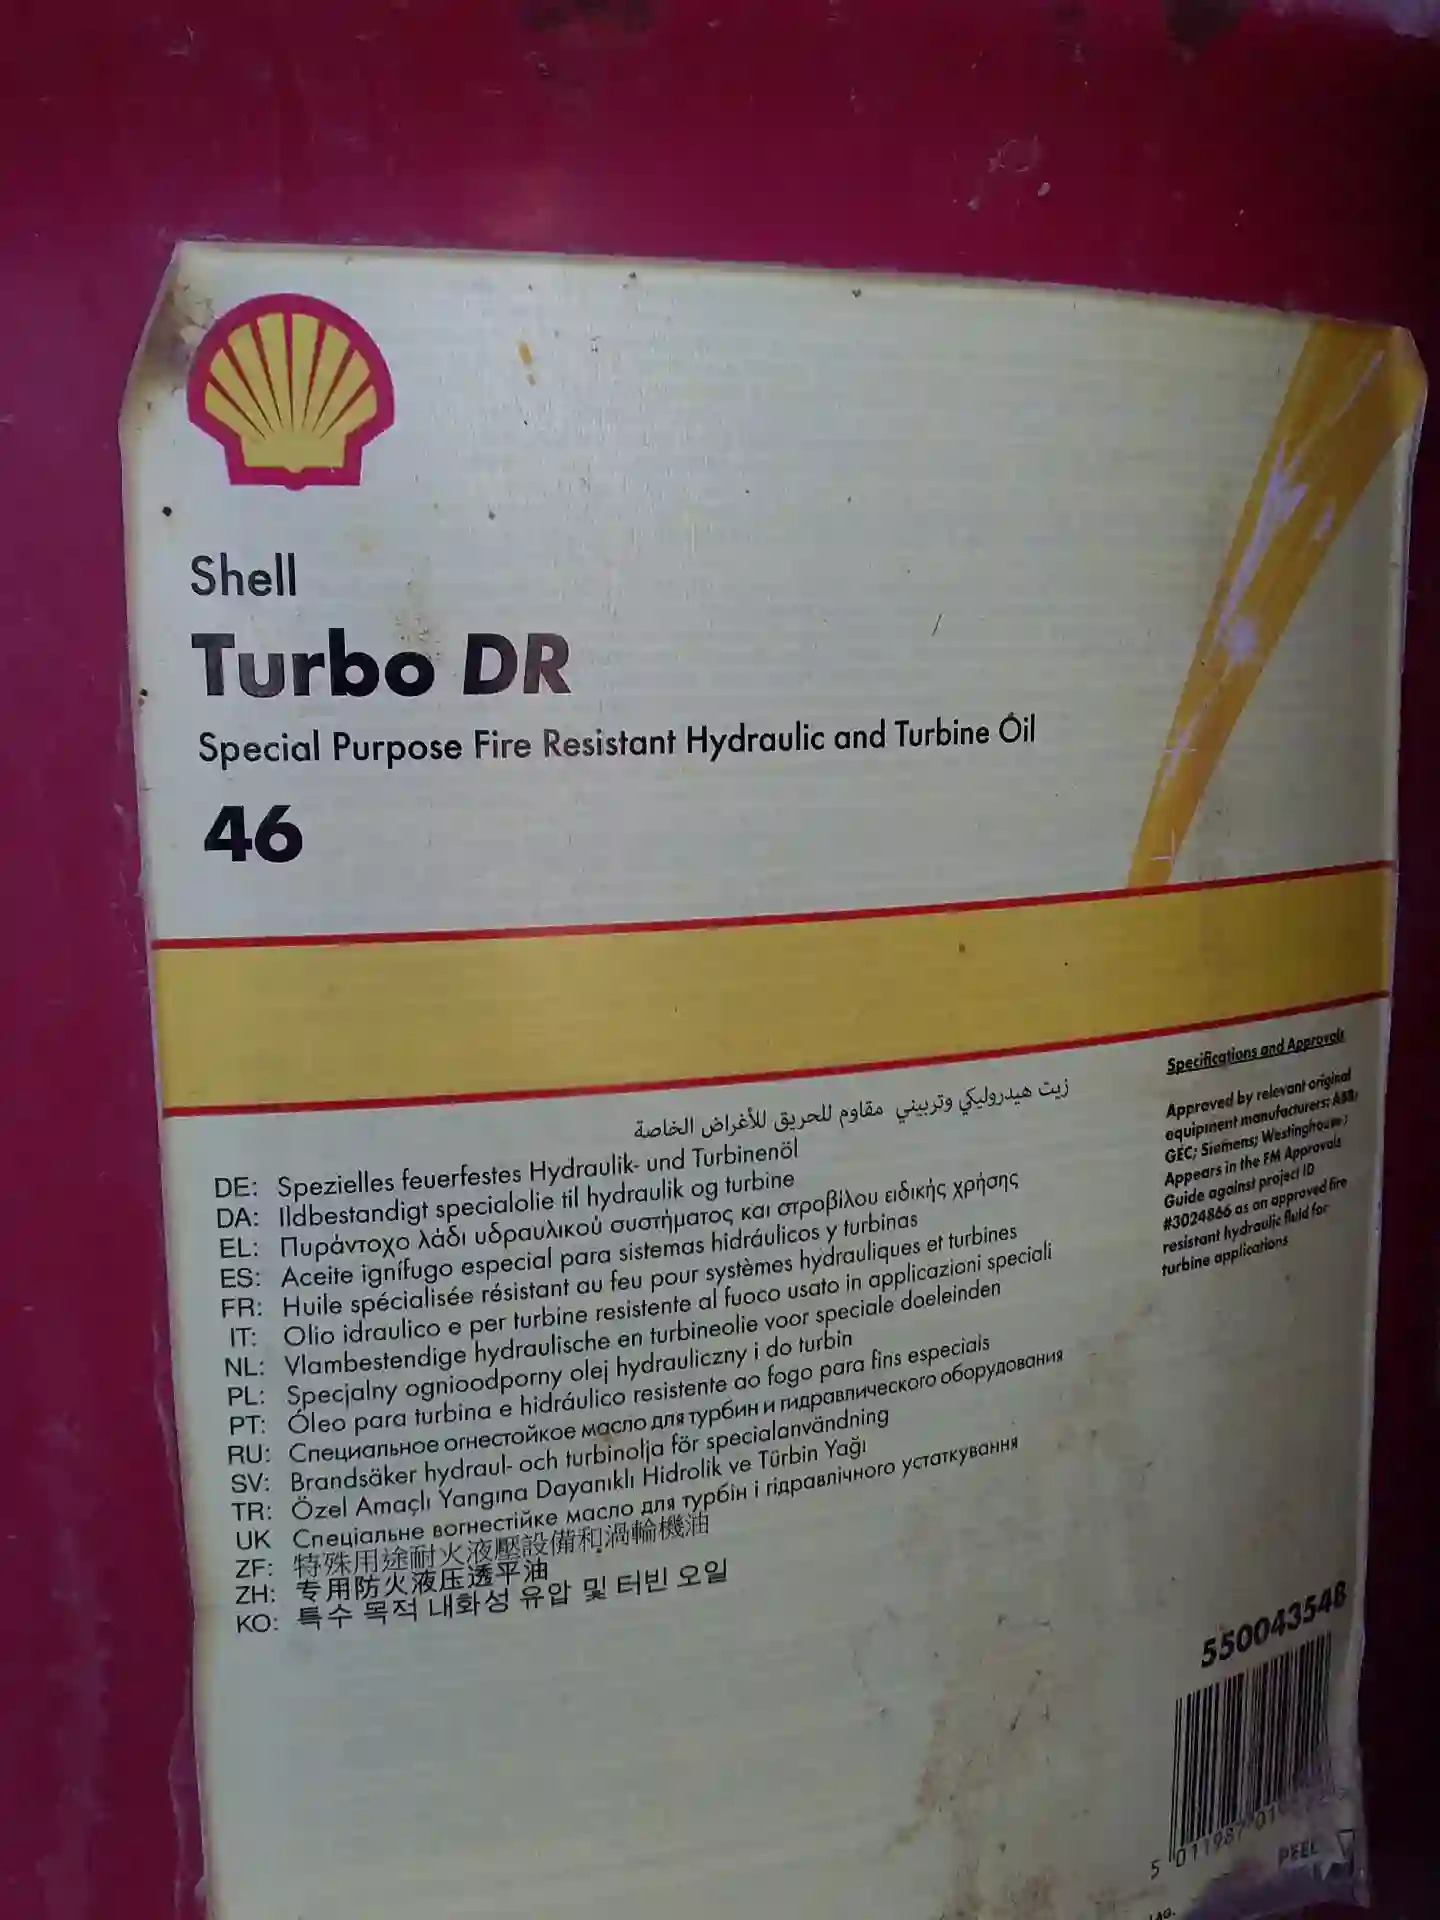 Shell
Turbo DR
Special Purpose Fire Resistant Hydraulic and Turbine Oil
46
زيت هيدروليكي وتربيني مقاوم للحريق للأغراض الخاصة
DE: Spezielles feuerfestes Hydraulik- und Turbinenöl
DA: Ildbestandigt specialolie til hydraulik og turbine
EL: Πυράντοχο λάδι υδραυλικού συστήματος και στροβίλου ειδικής χρήσης
ES: Aceite ignífugo especial para sistemas hidráulicos y turbinas
FR: Huile spécialisée résistant au feu pour systèmes hydrauliques et turbines
IT: Olio idraulico e per turbine resistente al fuoco usato in applicazioni speciali
NL: Vlambestendige hydraulische en turbineolie voor speciale doeleinden
PL: Specjalny ognioodporny olej hydrauliczny i do turbin
PT: Óleo para turbina e hidráulico resistente ao fogo para fins especiais
RU: Специальное огнестойкое масло для турбин и гидравлического оборудования
SV: Brandsäker hydraul- och turbinolja för specialanvändning
TR: Özel Amaçlı Yangına Dayanıklı Hidrolik ve Türbin Yağı
UK Спеціальне вогнестійке масло для турбін і гідравлічного устаткування
ZF: 特殊用途耐火液壓設備和渦輪機油
ZH: 专用防火液压透平油
KO: 특수 목적 내화성 유압 및 터빈 오일
Specifications and Approvals
Approved by relevant original
equipment manufacturers: ABB;
GEC; Siemens; Westinghouse;
Appears in the FM Approvals
Guide against project ID
#3024866 as an approved fire
resistant hydraulic fluid for
turbine applications
550043548
5 011987
PEEL